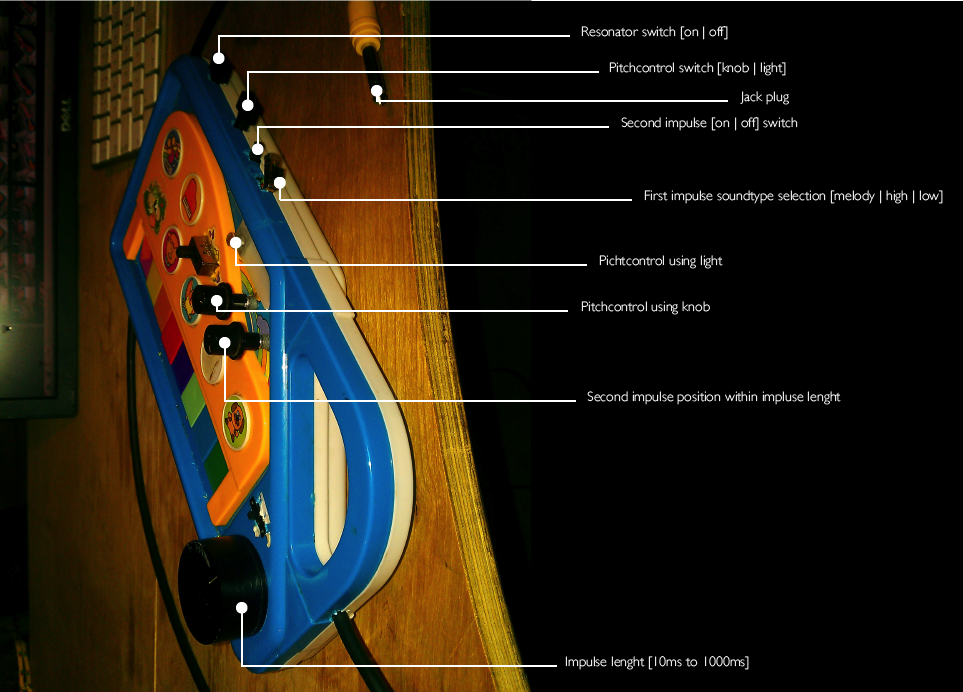 Resonator switch [on | off]
Pitchcontrol switch [knob | light]
Jack plug
Second impulse [on | off] switch
First impulse soundtype selection [melody | high | low]
Pichtcontrol using light
Pitchcontrol using knob
Second impulse position within impluse lenght
Impulse lenght [10ms to 1000ms]
DELL